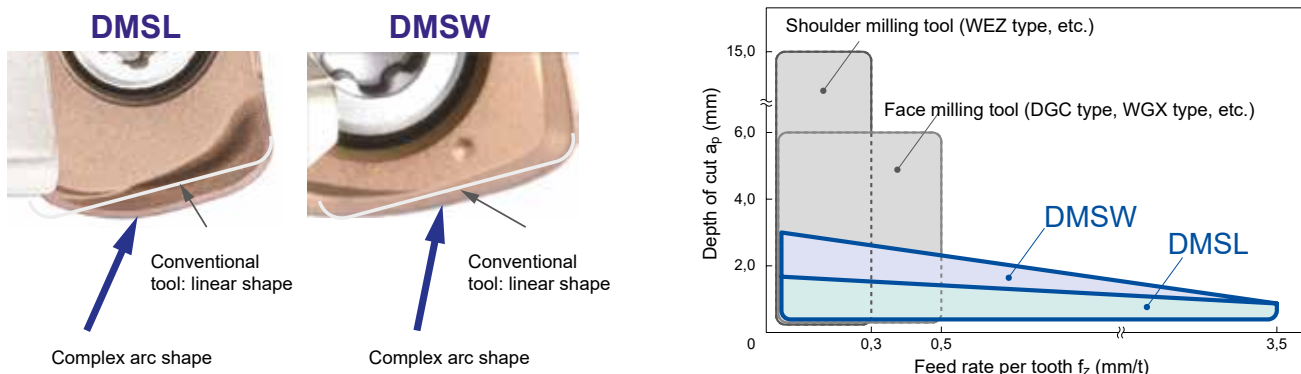 DMSL
DMSW
Conventional
tool: linear shape
Conventional
tool: linear shape
Complex arc shape
Complex arc shape
Shoulder milling tool (WEZ type, etc.)
Face milling tool (DGC type, WGX type, etc.)
DMSW
DMSL
Depth of cut aₚ (mm)
15,0
6,0
4,0
2,0
0
0,3
0,5
3,5
Feed rate per tooth f_z (mm/t)